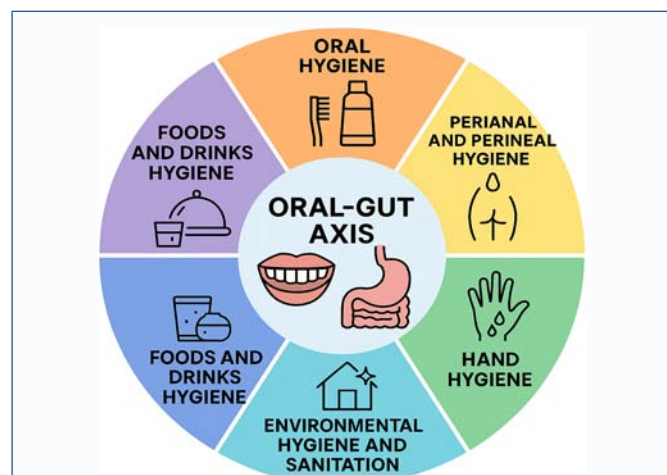 ORAL
HYGIENE
PERIANAL
AND PERINEAL
HYGIENE
HAND
HYGIENE
ENVIRONMENTAL
HYGIENE AND
SANITATION
FOODS AND
DRINKS
HYGIENE
FOODS
AND DRINKS
HYGIENE
ORAL-GUT
AXIS